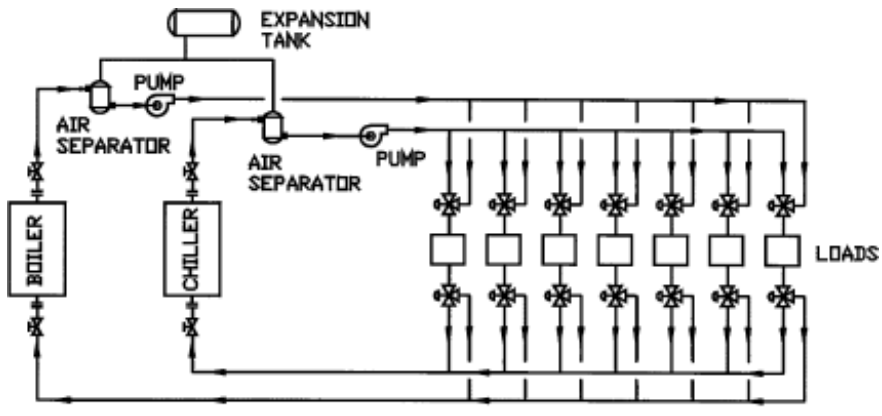 EXPANSION
TANK
PUMP
AIR
SEPARATOR
AIR
SEPARATOR
PUMP
BOILER
CHILLER
LOADS